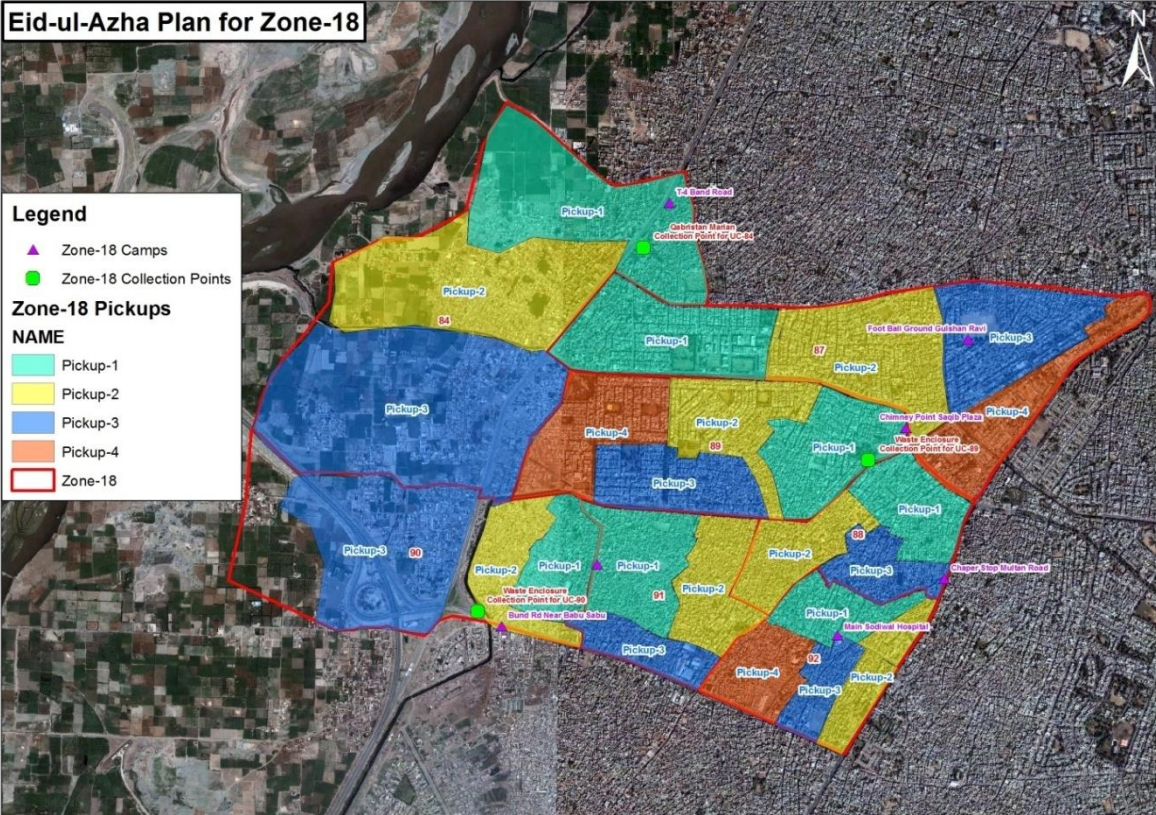 Eid-ul-Azha Plan for Zone-18
N
Legend
Zone-18 Camps
Zone-18 Collection Points
Zone-18 Pickups
NAME
Pickup-1
Pickup-2
Pickup-3
Pickup-4
Zone-18
T-4 Band Road
Pickup-1
Qabristan Marian
Collection Point for UC-84
Pickup-2
84
Pickup-3
Pickup-1
87
Pickup-2
Foot Ball Ground Gulshan Ravi
Pickup-3
Pickup-4
Pickup-4
Pickup-2
89
Pickup-3
Pickup-1
Chimney Point Saqib Plaza
Waste Enclosure
Collection Point for UC-89
Pickup-1
88
Pickup-2
Pickup-3
Chaper Stop Multan Road
Pickup-3
90
Pickup-2
Pickup-1
Waste Enclosure
Collection Point for UC-90
Bund Rd Near Babu Sabu
Pickup-1
91
Pickup-2
Pickup-3
Pickup-1
Main Sodiwal Hospital
92
Pickup-4
Pickup-3
Pickup-2